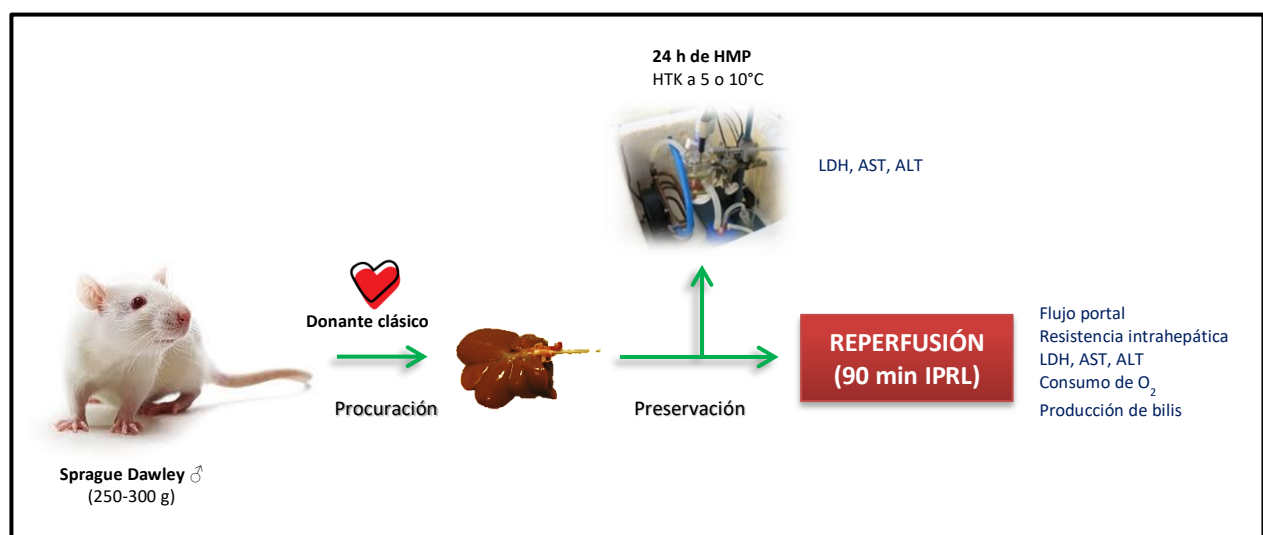 24 h de HMP
HTK a 5 o 10°C
LDH, AST, ALT
Donante clásico
Procuración
Preservación
REPERFUSIÓN
(90 min IPRL)
Flujo portal
Resistencia intrahepática
LDH, AST, ALT
Consumo de O₂
Producción de bilis
Sprague Dawley ♂
(250-300 g)